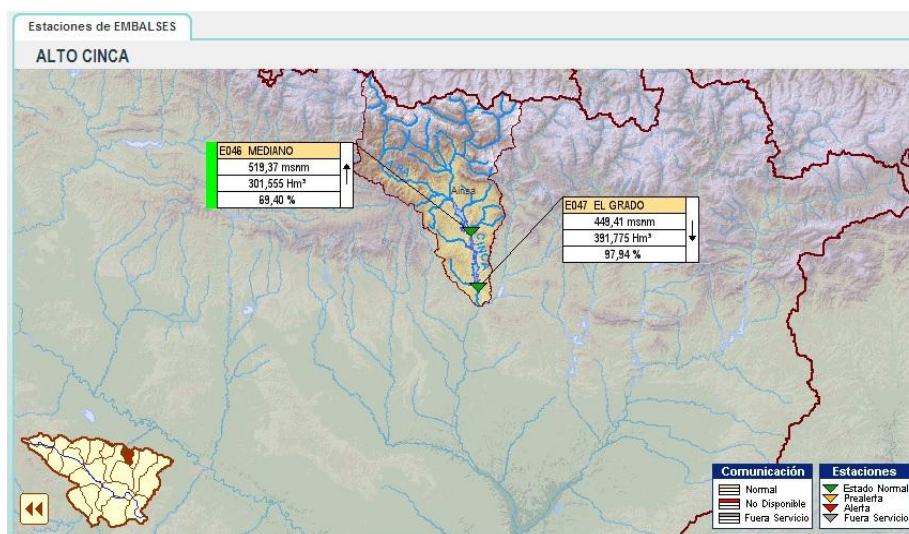 Estaciones de EMBALSES
ALTO CINCA
E046 MEDIANO
519,37 msnm
301,555 Hm³
69,40 %
Ainsa
E047 EL GRADO
449,41 msnm
391,775 Hm³
97,94 %
CINCA
Comunicación
Normal
No Disponible
Fuera Servicio
Estaciones
Estado Normal
Prealerta
Alerta
Fuera Servicio